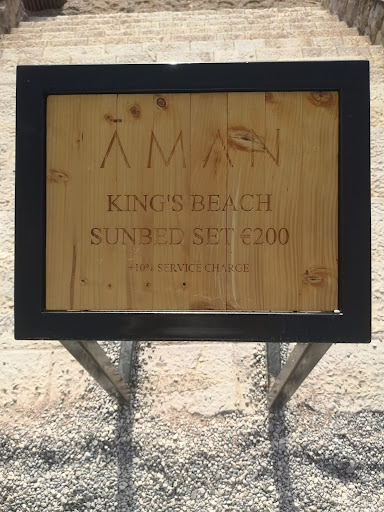 ĀMAN
KING'S BEACH
SUNBED SET €200
+10% SERVICE CHARGE